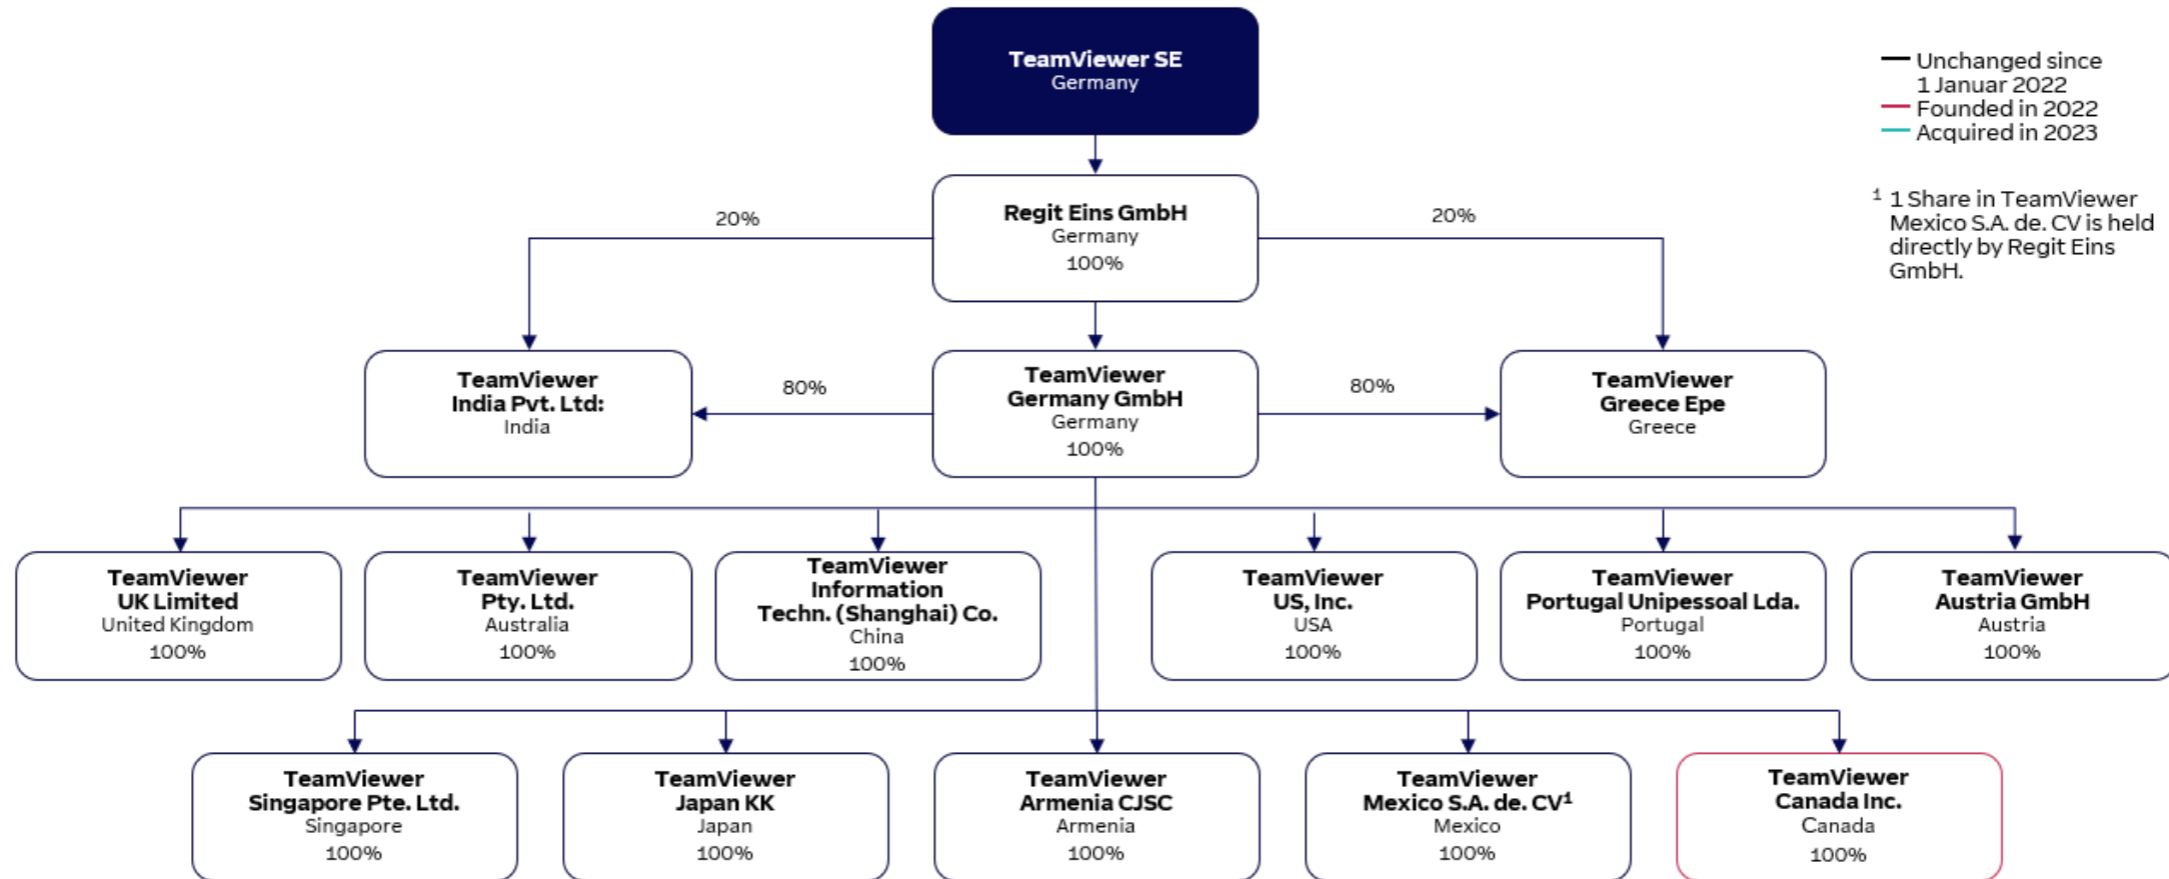 TeamViewer SE
Germany
Unchanged since
1 Januar 2022
Founded in 2022
Acquired in 2023
1 1 Share in TeamViewer
Mexico S.A. de. CV is held
directly by Regit Eins
GmbH.
Regit Eins GmbH
Germany
100%
20%
20%
TeamViewer
India Pvt. Ltd:
India
80%
TeamViewer
Germany GmbH
Germany
100%
80%
TeamViewer
Greece Epe
Greece
TeamViewer
UK Limited
United Kingdom
100%
TeamViewer
Pty. Ltd.
Australia
100%
TeamViewer
Information
Techn. (Shanghai) Co.
China
100%
TeamViewer
US, Inc.
USA
100%
TeamViewer
Portugal Unipessoal Lda.
Portugal
100%
TeamViewer
Austria GmbH
Austria
100%
TeamViewer
Singapore Pte. Ltd.
Singapore
100%
TeamViewer
Japan KK
Japan
100%
TeamViewer
Armenia CJSC
Armenia
100%
TeamViewer
Mexico S.A. de. CV¹
Mexico
100%
TeamViewer
Canada Inc.
Canada
100%